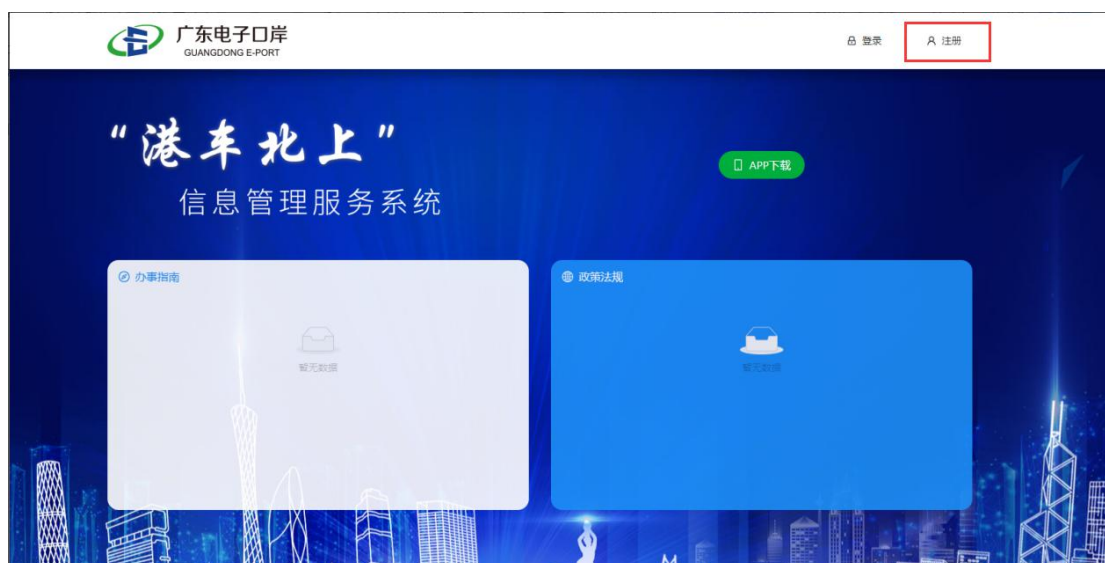 广东电子口岸
GUANGDONG E-PORT
登录
注册
“港车北上”
信息管理服务系统
APP下载
办事指南
政策法规
暂无数据
暂无数据